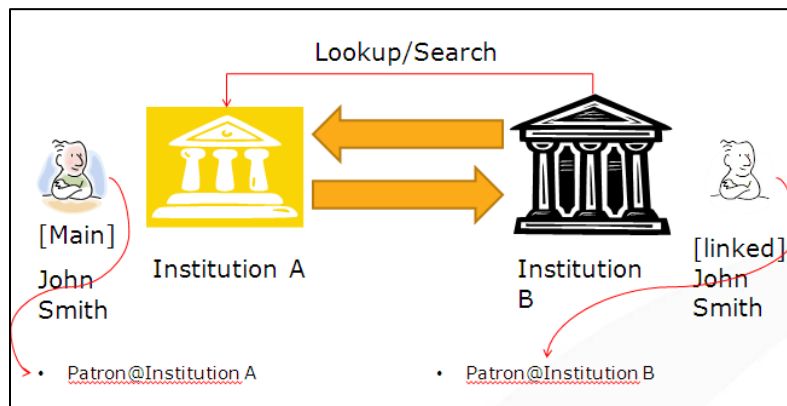 Lookup/Search
[Main]
John
Smith
Institution A
Institution
B
[linked]
John
Smith
• Patron@Institution A
• Patron@Institution B